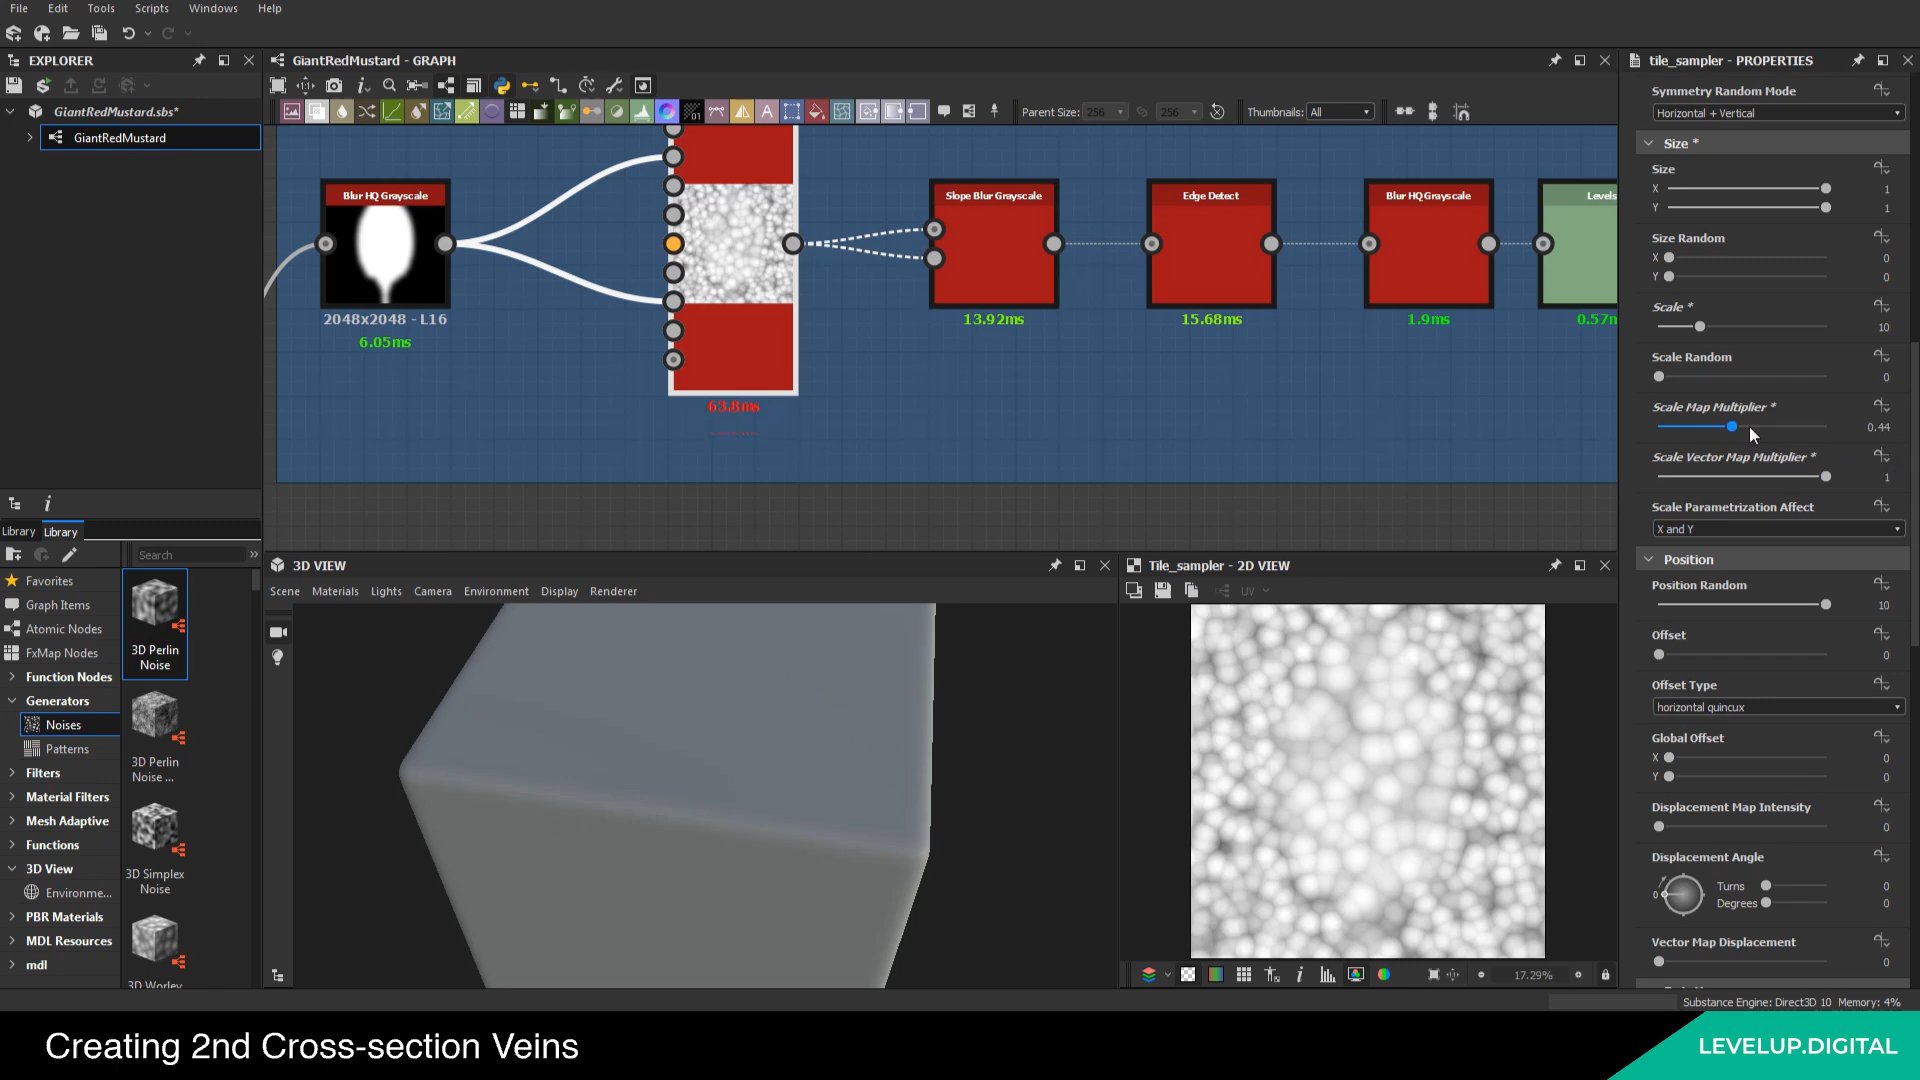 File Edit Tools Scripts Windows Help
EXPLORER
GiantRedMustard.sbs*
GiantRedMustard
Library Library
Search
Favorites
Graph Items
Atomic Nodes
FxMap Nodes
Function Nodes
Generators
Noises
Patterns
Filters
Material Filters
Mesh Adaptive
Functions
3D View
Environme...
PBR Materials
MDL Resources
mdl
3D Perlin
Noise
3D Perlin
Noise ...
3D Simplex
Noise
3D Worley
GiantRedMustard - GRAPH
Parent Size: 256 256 Thumbnails: All
Blur HQ Grayscale
2048x2048 - L16
6.05ms
63.8ms
Slope Blur Grayscale
13.92ms
Edge Detect
15.68ms
Blur HQ Grayscale
1.9ms
Levels
0.57m
3D VIEW
Scene Materials Lights Camera Environment Display Renderer
Tile_sampler - 2D VIEW
UV
17.29%
tile_sampler - PROPERTIES
Symmetry Random Mode
Horizontal + Vertical
Size *
Size
X 1
Y 1
Size Random
X 0
Y 0
Scale *
10
Scale Random
0
Scale Map Multiplier *
0.44
Scale Vector Map Multiplier *
1
Scale Parametrization Affect
X and Y
Position
Position Random
10
Offset
0
Offset Type
horizontal quincux
Global Offset
X 0
Y 0
Displacement Map Intensity
0
Displacement Angle
0 Turns 0
Degrees 0
Vector Map Displacement
0
Substance Engine: Direct3D 10 Memory: 4%
Creating 2nd Cross-section Veins
LEVELUP.DIGITAL